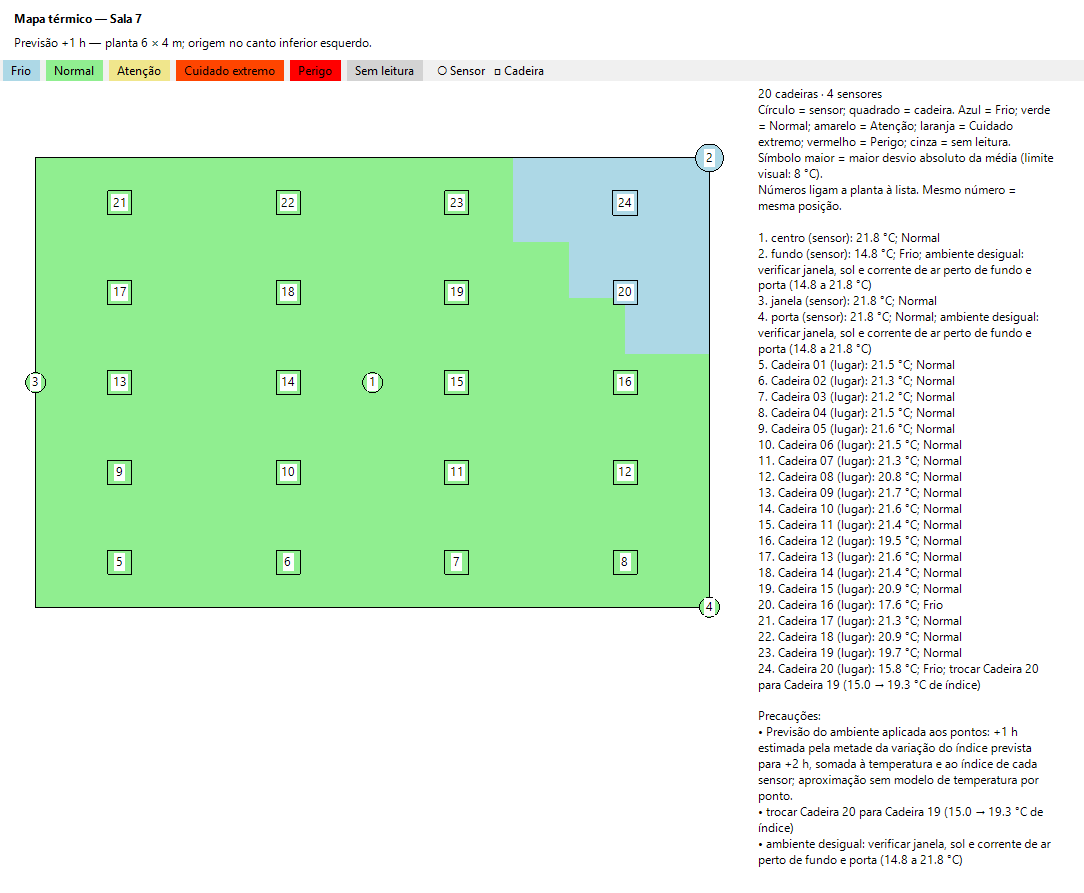 Mapa térmico — Sala 7
Previsão +1 h — planta 6 × 4 m; origem no canto inferior esquerdo.
Frio Normal Atenção Cuidado extremo Perigo Sem leitura Sensor Cadeira
20 cadeiras · 4 sensores
Círculo = sensor; quadrado = cadeira. Azul = Frio; verde
= Normal; amarelo = Atenção; laranja = Cuidado
extremo; vermelho = Perigo; cinza = sem leitura.
Símbolo maior = maior desvio absoluto da média (limite
visual: 8 °C).
Números ligam a planta à lista. Mesmo número =
mesma posição.
2
21 22 23 24
17 18 19 20
3 13 14 1 15 16
9 10 11 12
5 6 7 8
4
1. centro (sensor): 21.8 °C; Normal
2. fundo (sensor): 14.8 °C; Frio; ambiente desigual:
verificar janela, sol e corrente de ar perto de fundo e
porta (14.8 a 21.8 °C)
3. janela (sensor): 21.8 °C; Normal
4. porta (sensor): 21.8 °C; Normal; ambiente desigual:
verificar janela, sol e corrente de ar perto de fundo e
porta (14.8 a 21.8 °C)
5. Cadeira 01 (lugar): 21.5 °C; Normal
6. Cadeira 02 (lugar): 21.3 °C; Normal
7. Cadeira 03 (lugar): 21.2 °C; Normal
8. Cadeira 04 (lugar): 21.5 °C; Normal
9. Cadeira 05 (lugar): 21.6 °C; Normal
10. Cadeira 06 (lugar): 21.5 °C; Normal
11. Cadeira 07 (lugar): 21.3 °C; Normal
12. Cadeira 08 (lugar): 20.8 °C; Normal
13. Cadeira 09 (lugar): 21.7 °C; Normal
14. Cadeira 10 (lugar): 21.6 °C; Normal
15. Cadeira 11 (lugar): 21.4 °C; Normal
16. Cadeira 12 (lugar): 19.5 °C; Normal
17. Cadeira 13 (lugar): 21.6 °C; Normal
18. Cadeira 14 (lugar): 21.4 °C; Normal
19. Cadeira 15 (lugar): 20.9 °C; Normal
20. Cadeira 16 (lugar): 17.6 °C; Frio
21. Cadeira 17 (lugar): 21.3 °C; Normal
22. Cadeira 18 (lugar): 20.9 °C; Normal
23. Cadeira 19 (lugar): 19.7 °C; Normal
24. Cadeira 20 (lugar): 15.8 °C; Frio; trocar Cadeira 20
para Cadeira 19 (15.0 → 19.3 °C de índice)
Precauções:
• Previsão do ambiente aplicada aos pontos: +1 h
estimada pela metade da variação do índice prevista
para +2 h, somada à temperatura e ao índice de cada
sensor; aproximação sem modelo de temperatura por
ponto.
• trocar Cadeira 20 para Cadeira 19 (15.0 → 19.3 °C de
índice)
• ambiente desigual: verificar janela, sol e corrente de ar
perto de fundo e porta (14.8 a 21.8 °C)